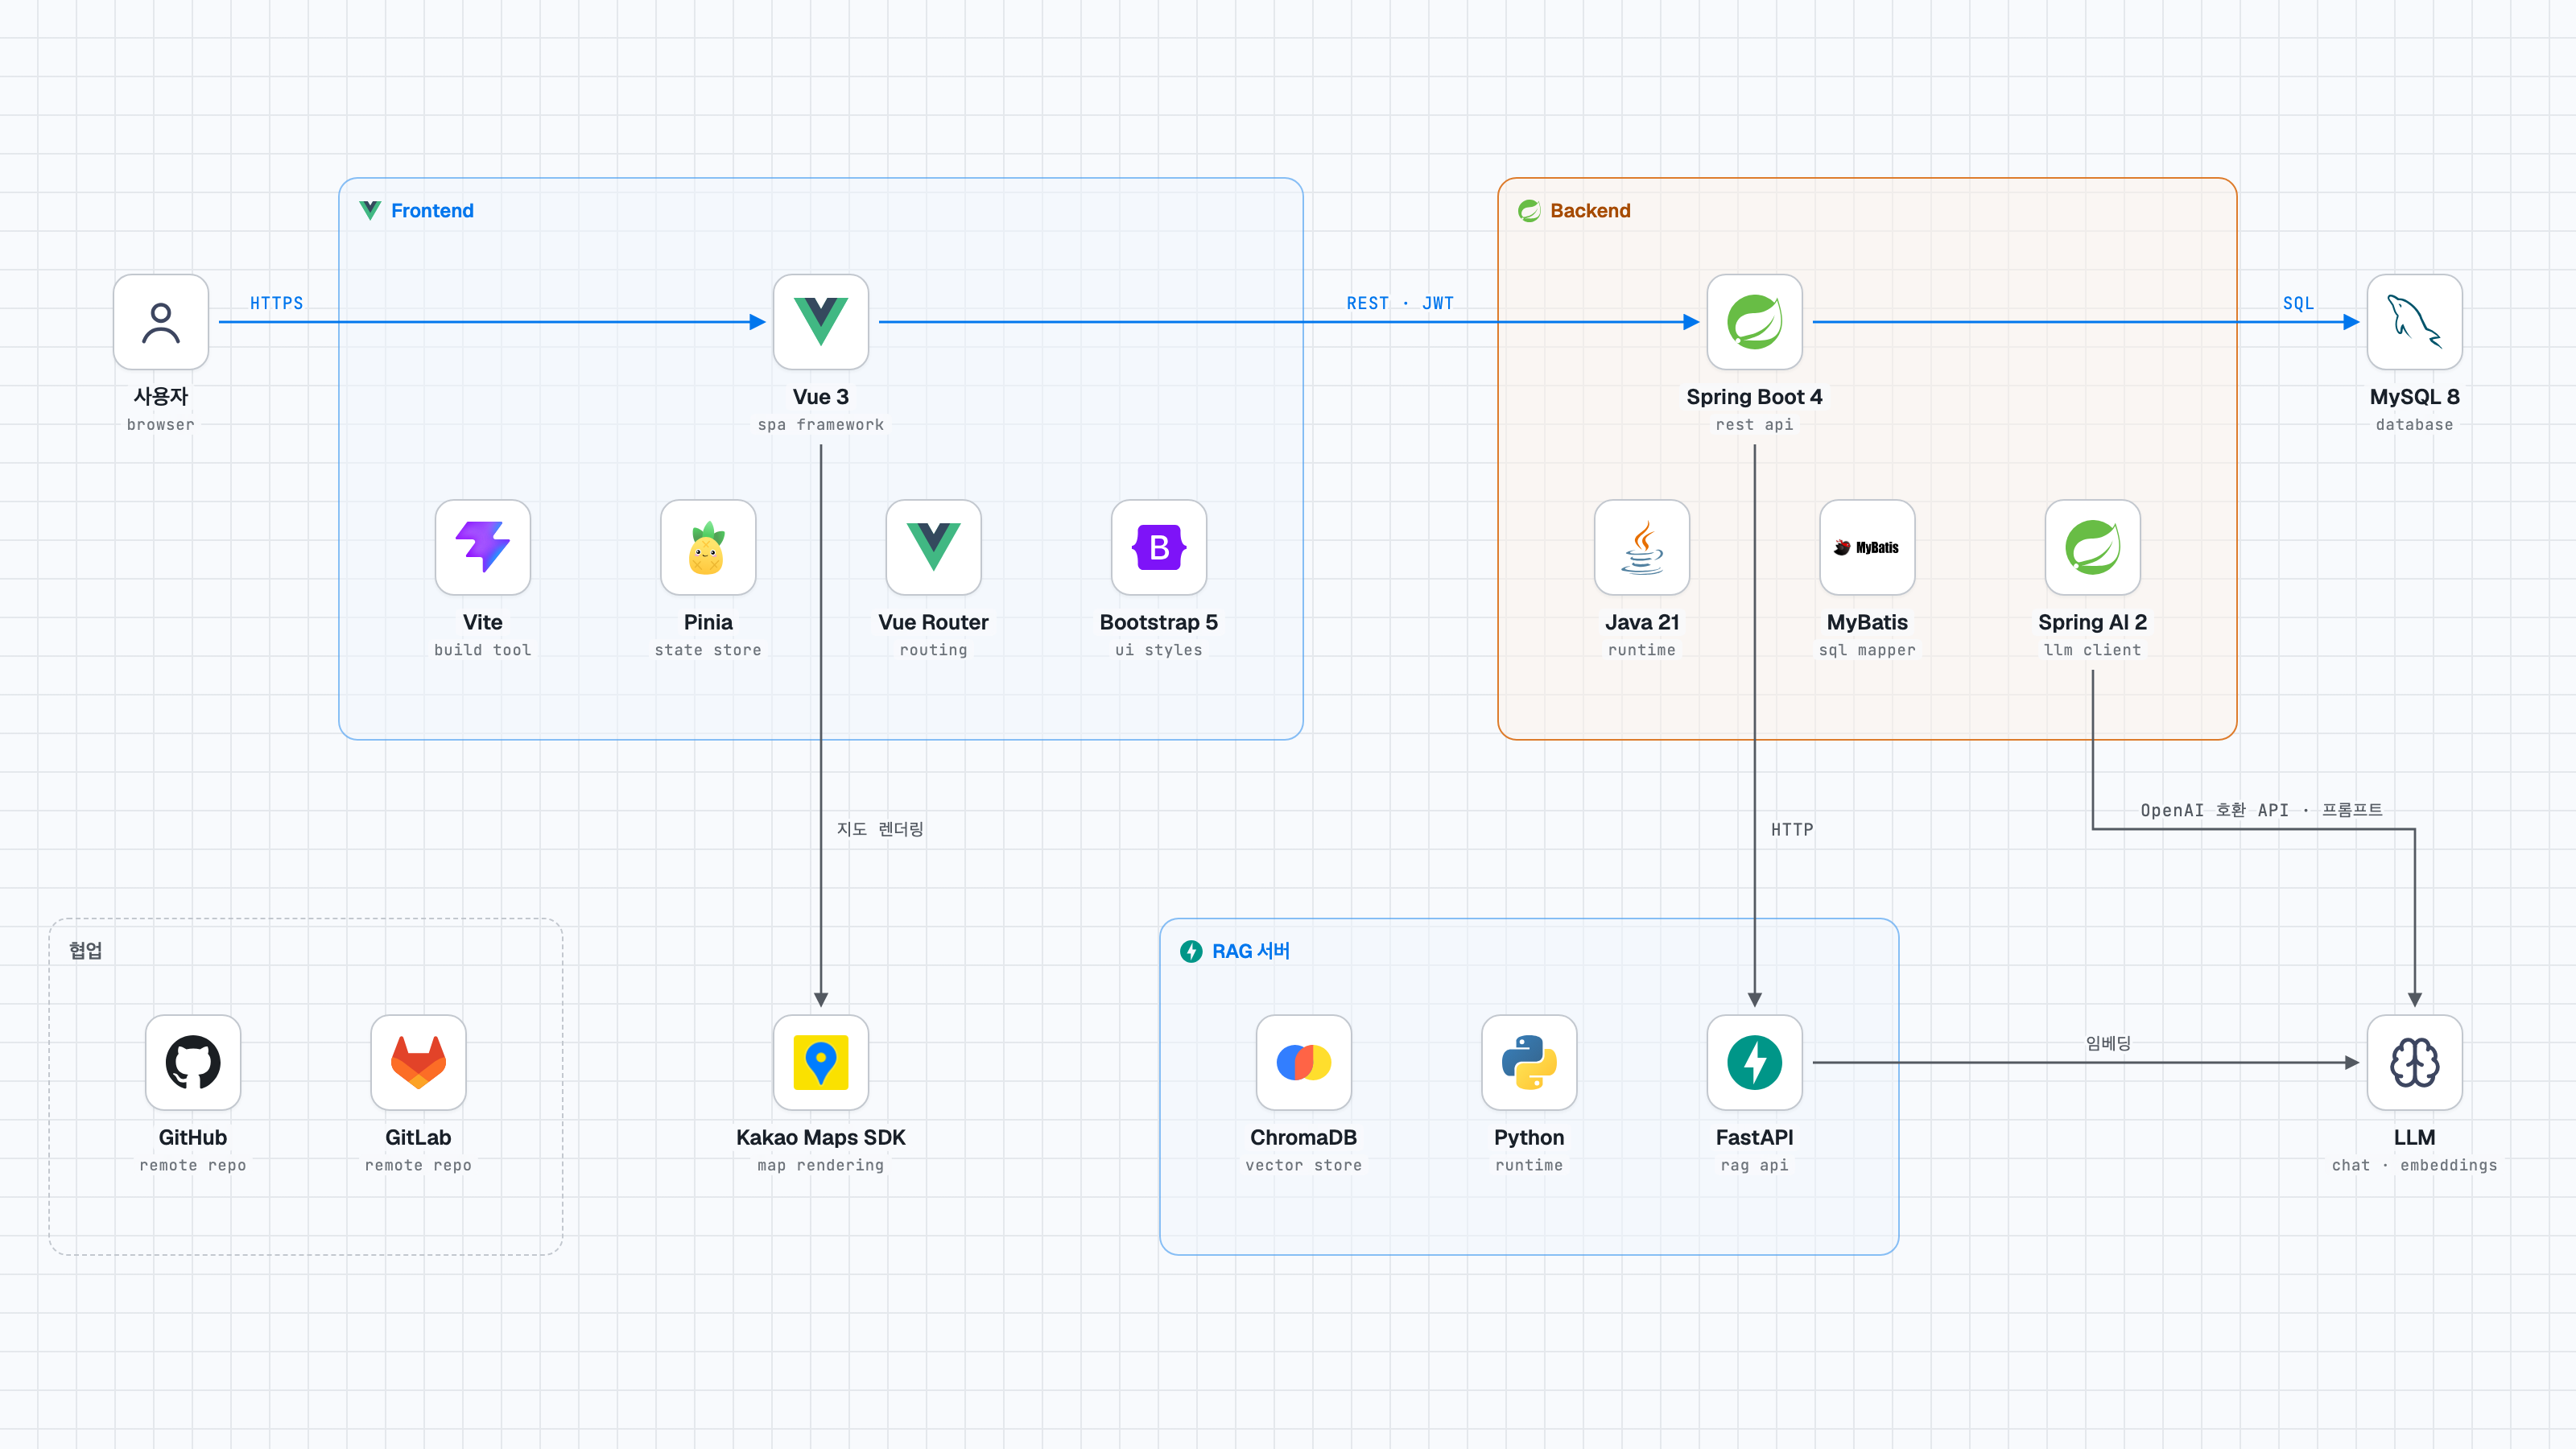 Frontend
Backend
HTTPS
REST · JWT
SQL
사용자
browser
Vue 3
spa framework
Spring Boot 4
rest api
MySQL 8
database
B
MyBatis
Vite
build tool
Pinia
state store
Vue Router
routing
Bootstrap 5
ui styles
Java 21
runtime
MyBatis
sql mapper
Spring AI 2
llm client
지도 렌더링
HTTP
OpenAI 호환 API · 프롬프트
협업
RAG 서버
임베딩
GitHub
remote repo
GitLab
remote repo
Kakao Maps SDK
map rendering
ChromaDB
vector store
Python
runtime
FastAPI
rag api
LLM
chat · embeddings